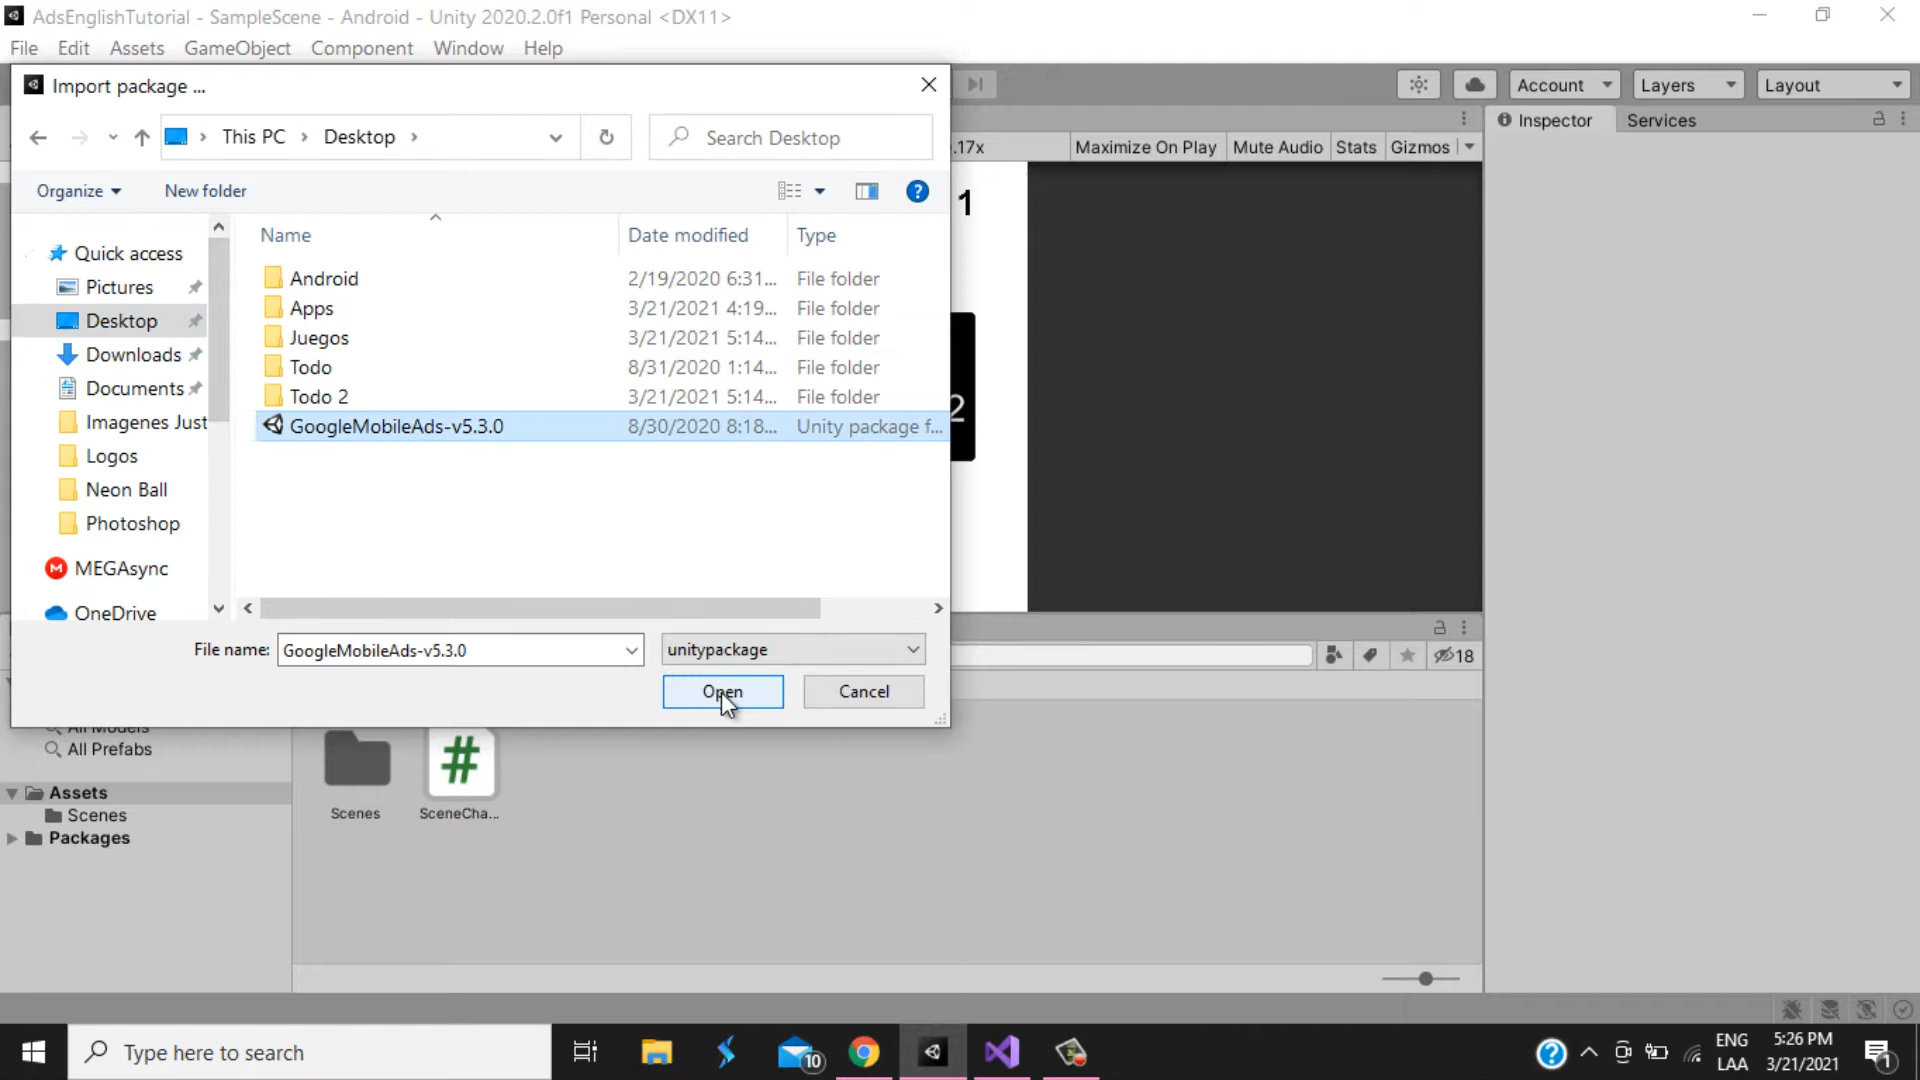 AdsEnglishTutorial - SampleScene - Android - Unity 2020.2.0f1 Personal <DX11>
File Edit Assets GameObject Component Window Help
Import package ...
Account Layers Layout
This PC > Desktop >
Search Desktop
Inspector Services
.17x Maximize On Play Mute Audio Stats Gizmos
Organize New folder
1
Name Date modified Type
Quick access
Pictures
Desktop
Downloads
Documents
Imagenes Just
Logos
Neon Ball
Photoshop
MEGAsync
OneDrive
Android 2/19/2020 6:31... File folder
Apps 3/21/2021 4:19... File folder
Juegos 3/21/2021 5:14... File folder
Todo 8/31/2020 1:14... File folder
Todo 2 3/21/2021 5:14... File folder
GoogleMobileAds-v5.3.0 8/30/2020 8:18... Unity package f...
2
File name: GoogleMobileAds-v5.3.0 unitypackage
18
Open Cancel
All Models
All Prefabs
Assets
Scenes
Packages
Scenes SceneCha...
Type here to search
10
ENG
LAA
5:26 PM
3/21/2021
1